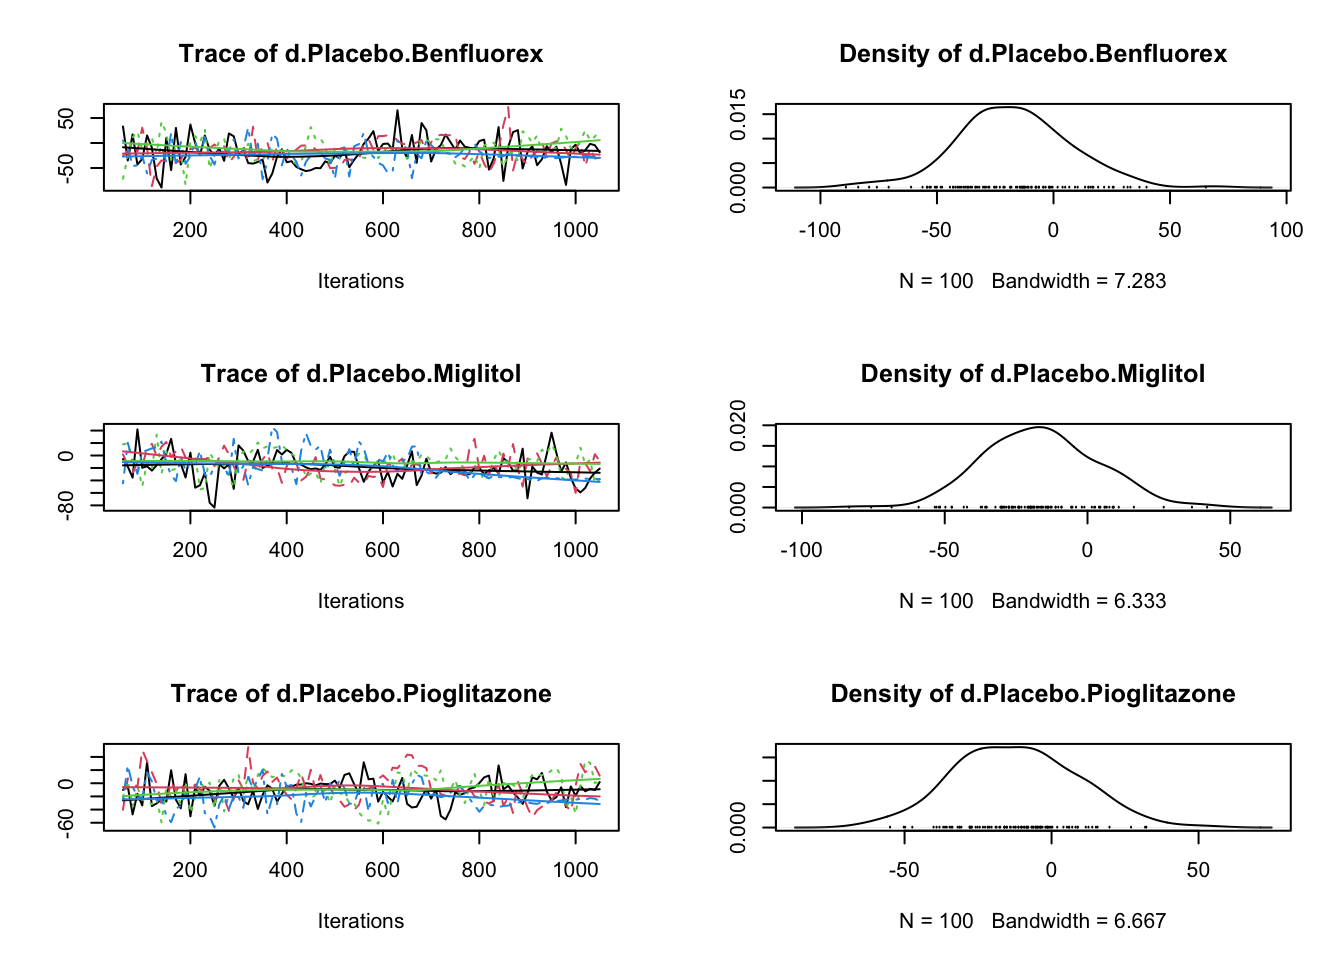 Trace of d.Placebo.Benfluorex
50
-50
200 400 600 800 1000
Iterations
Density of d.Placebo.Benfluorex
0.015
0.000
-100 -50 0 50 100
N = 100 Bandwidth = 7.283
Trace of d.Placebo.Miglitol
0
-80
200 400 600 800 1000
Iterations
Density of d.Placebo.Miglitol
0.020
0.000
-100 -50 0 50
N = 100 Bandwidth = 6.333
Trace of d.Placebo.Pioglitazone
0
-60
200 400 600 800 1000
Iterations
Density of d.Placebo.Pioglitazone
0.000
-50 0 50
N = 100 Bandwidth = 6.667